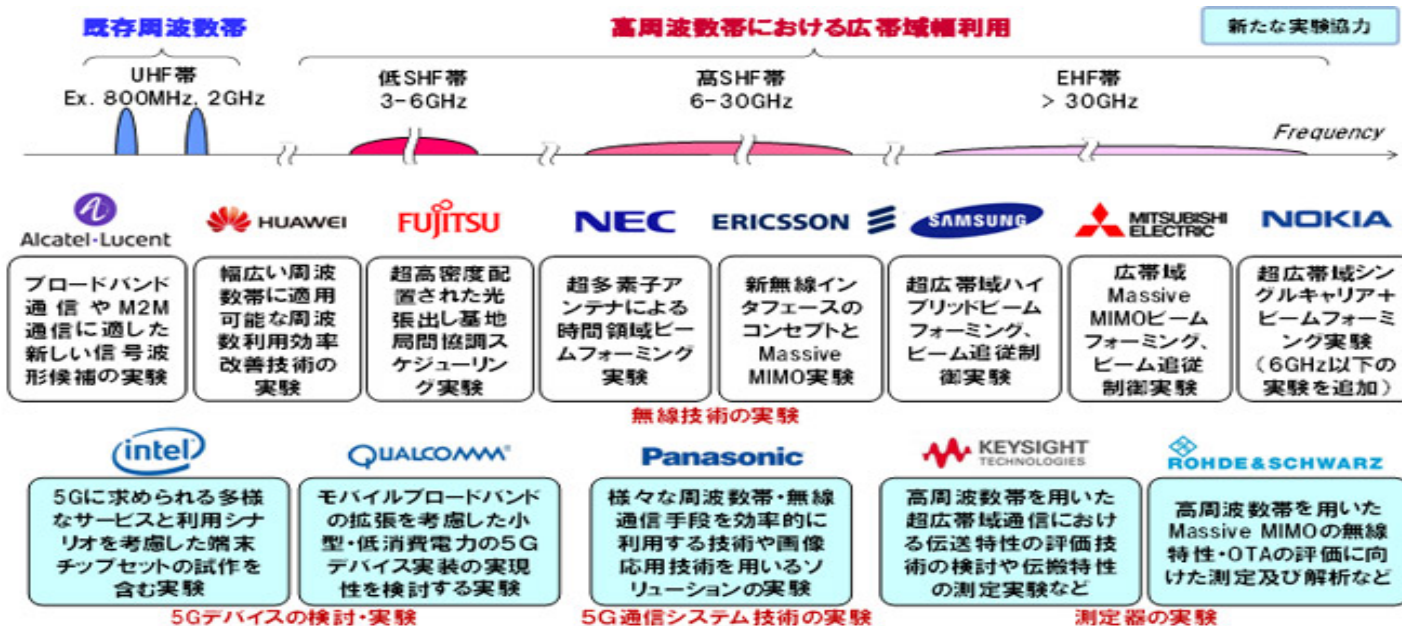 既存周波数帯
高周波数帯における広帯域幅利用
新たな実験協力
UHF帯
Ex. 800MHz, 2GHz
低SHF帯
3-6GHz
高SHF帯
6-30GHz
EHF帯
> 30GHz
Frequency
Alcatel・Lucent
HUAWEI
FUJITSU
NEC
ERICSSON
SAMSUNG
MITSUBISHI
ELECTRIC
NOKIA
ブロードバンド
通信やM2M
通信に適した
新しい信号波
形候補の実験
幅広い周波
数帯に適用
可能な周波
数利用効率
改善技術の
実験
超高密度配
置された光
張出し基地
局間協調ス
ケジューリン
グ実験
超多素子ア
ンテナによる
時間領域ビー
ムフォーミング
実験
新無線イン
タフェースの
コンセプトと
Massive
MIMO実験
超広帯域ハイ
ブリッドビーム
フォーミング、
ビーム追従制
御実験
広帯域
Massive
MIMOビーム
フォーミング、
ビーム追従
制御実験
超広帯域シン
グルキャリア+
ビームフォーミ
ング実験
(6GHz以下の
実験を追加)
無線技術の実験
intel
QUALCOMM
Panasonic
KEYSIGHT
TECHNOLOGIES
ROHDE&SCHWARZ
5Gに求められる多様
なサービスと利用シナ
リオを考慮した端末
チップセットの試作を
含む実験
モバイルブロードバンド
の拡張を考慮した小
型・低消費電力の5G
デバイス実装の実現
性を検討する実験
様々な周波数帯・無線
通信手段を効率的に
利用する技術や画像
応用技術を用いるソ
リューションの実験
高周波数帯を用いた
超広帯域通信におけ
る伝送特性の評価技
術の検討や伝搬特性
の測定実験など
高周波数帯を用いた
Massive MIMOの無線
特性・OTAの評価に向
けた測定及び解析など
5Gデバイスの検討・実験
5G通信システム技術の実験
測定器の実験